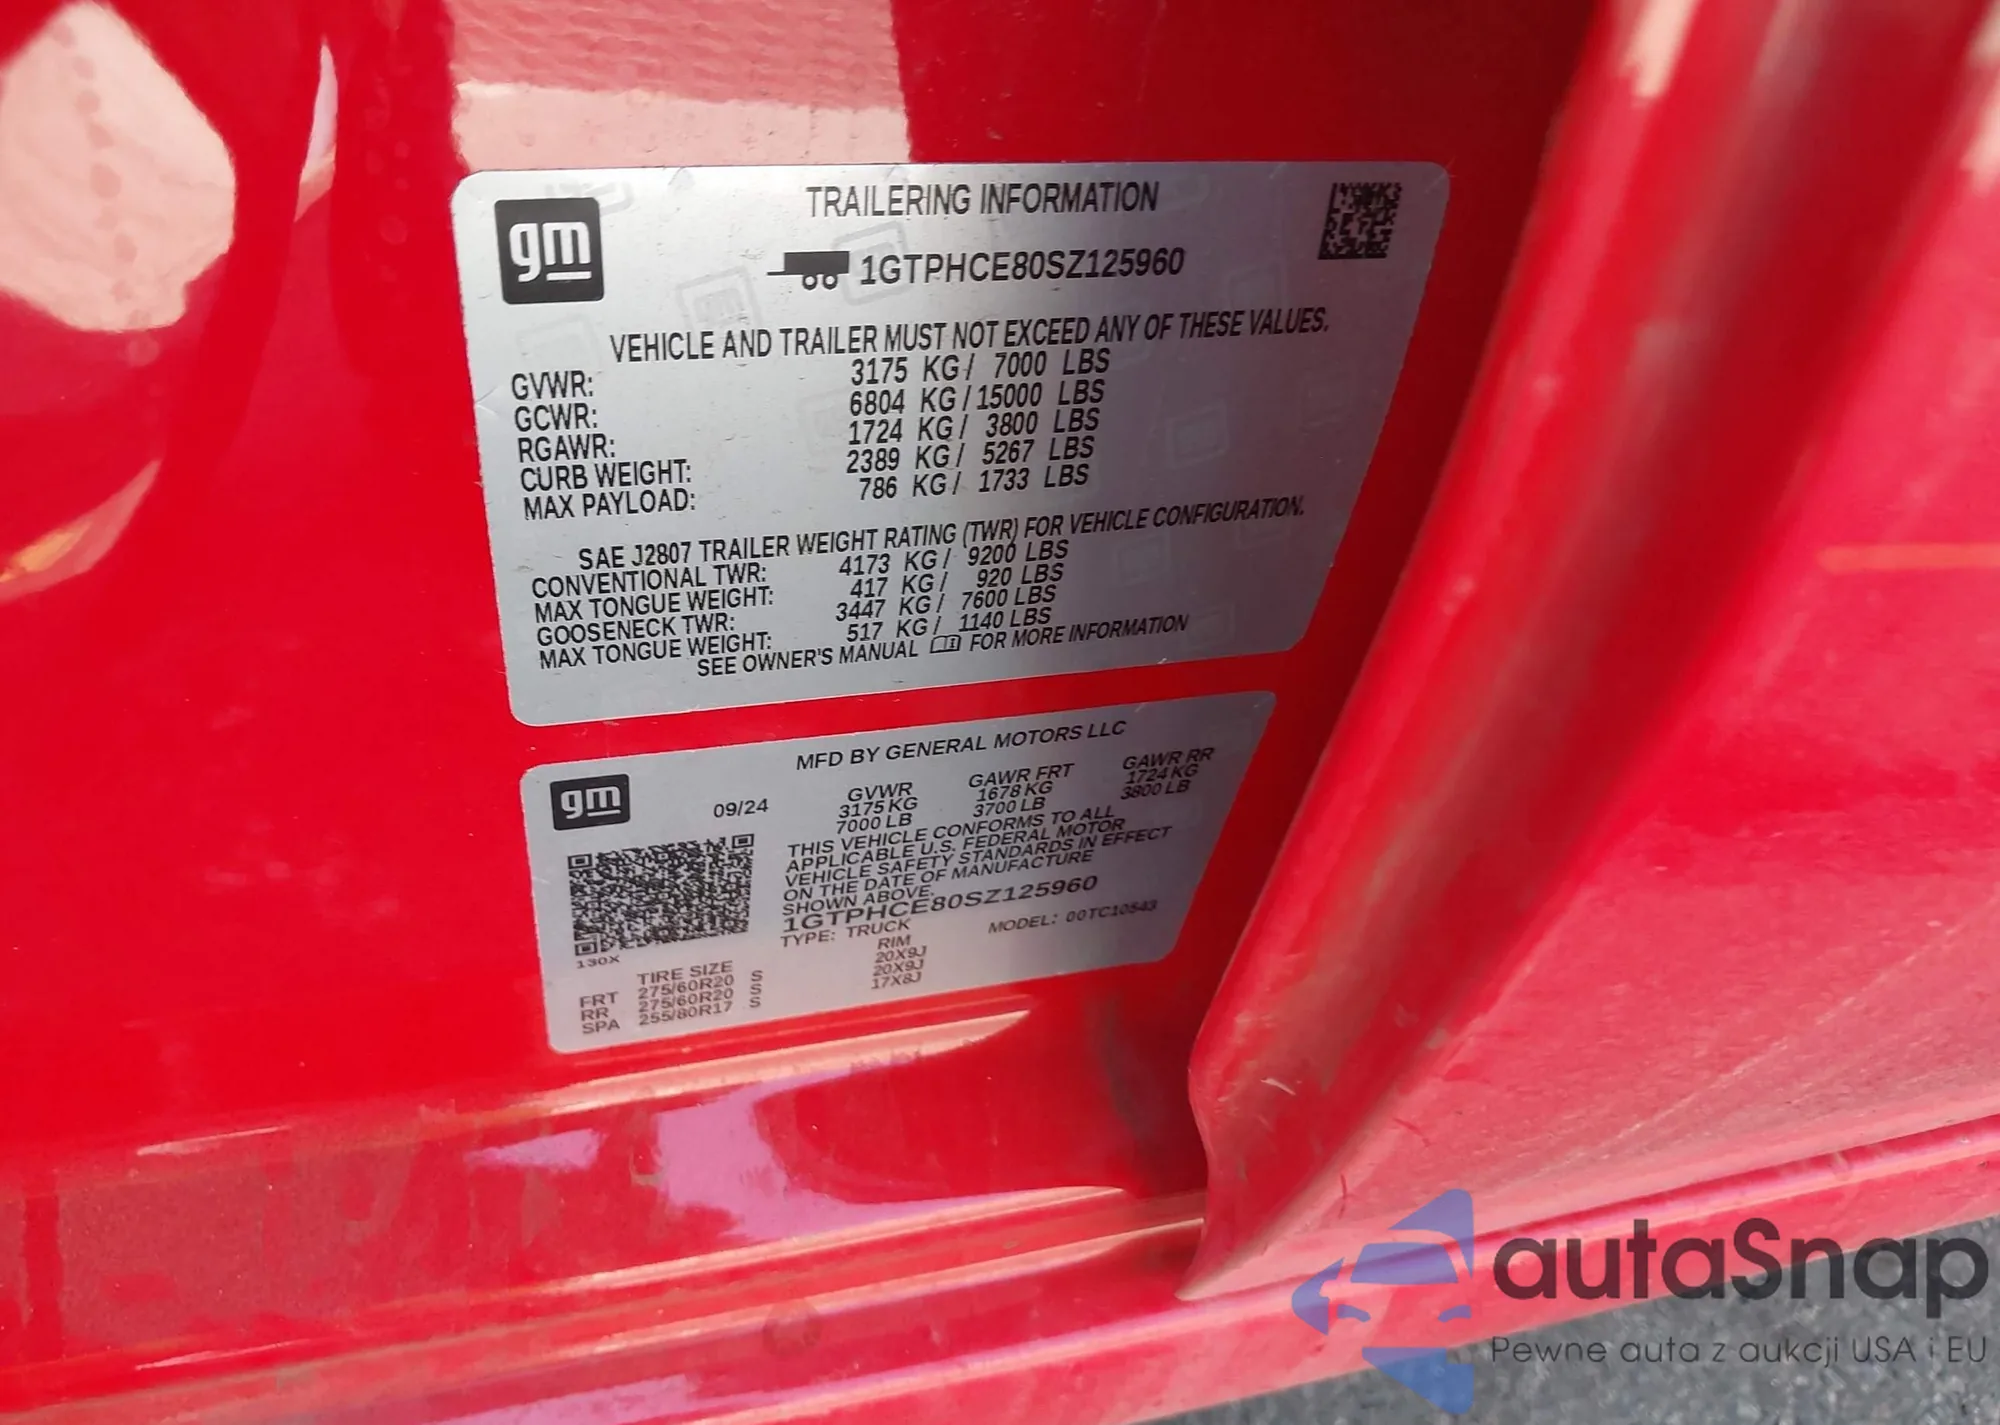 gm
TRAILERING INFORMATION
1GTPHCE80SZ125960
VEHICLE AND TRAILER MUST NOT EXCEED ANY OF THESE VALUES.
GVWR: 3175 KG / 7000 LBS
GCWR: 6804 KG / 15000 LBS
RGAWR: 1724 KG / 3800 LBS
CURB WEIGHT: 2389 KG / 5267 LBS
MAX PAYLOAD: 786 KG / 1733 LBS
SAE J2807 TRAILER WEIGHT RATING (TWR) FOR VEHICLE CONFIGURATION.
CONVENTIONAL TWR: 4173 KG / 9200 LBS
MAX TONGUE WEIGHT: 417 KG / 920 LBS
GOOSENECK TWR: 3447 KG / 7600 LBS
MAX TONGUE WEIGHT: 517 KG / 1140 LBS
SEE OWNER'S MANUAL FOR MORE INFORMATION
gm
MFD BY GENERAL MOTORS LLC
09/24
GVWR GAWR FRT GAWR RR
3175 KG 1678 KG 1724 KG
7000 LB 3700 LB 3800 LB
THIS VEHICLE CONFORMS TO ALL
APPLICABLE U.S. FEDERAL MOTOR
VEHICLE SAFETY STANDARDS IN EFFECT
ON THE DATE OF MANUFACTURE
SHOWN ABOVE.
1GTPHCE80SZ125960
TYPE: TRUCK MODEL: 00TC10543
130X
TIRE SIZE RIM
FRT 275/60R20 S 20X9J
RR 275/60R20 S 20X9J
SPA 255/80R17 S 17X8J
autaSnap
Pewne auta z aukcji USA i EU